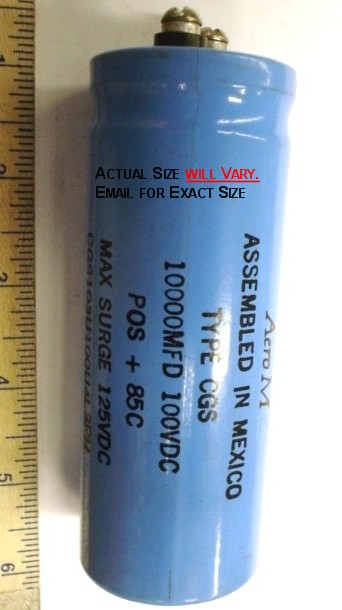 ACTUAL SIZE WILL VARY.
EMAIL FOR EXACT SIZE
Aero M
ASSEMBLED IN MEXICO
TYPE CGS
10000MFD 100VDC
POS + 85C
MAX SURGE 125VDC
1
2
3
4
5
6